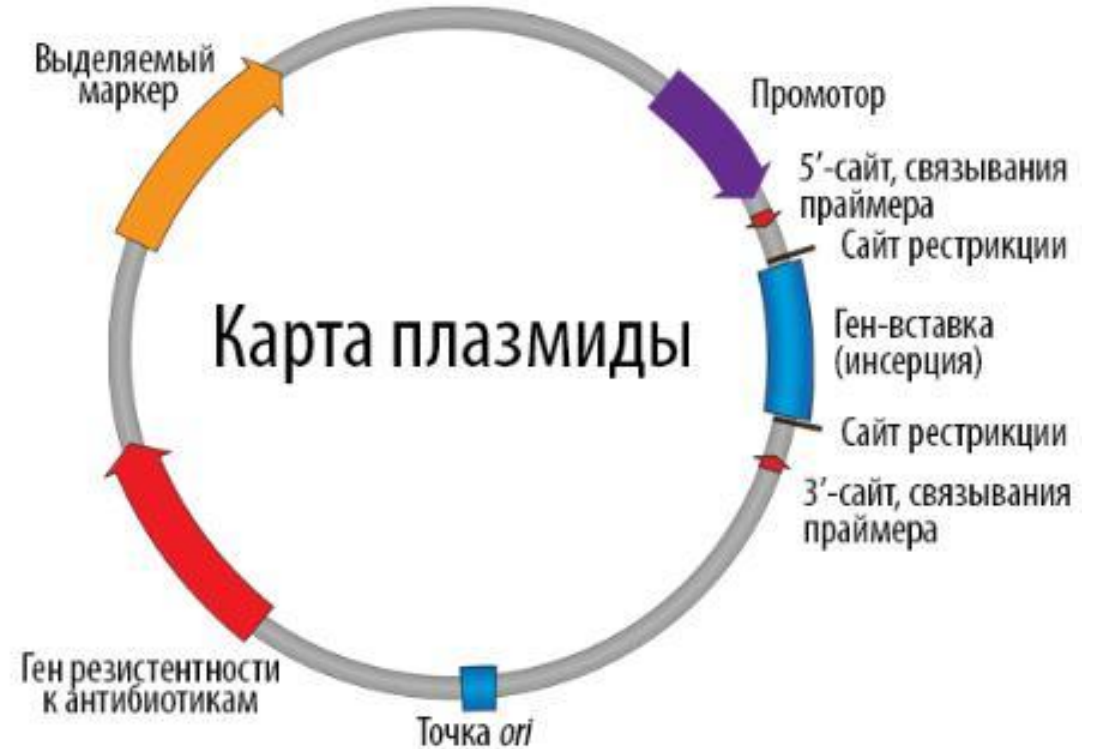 Выделяемый
маркер
Промотор
5′-сайт, связывания
праймера
Сайт рестрикции
Карта плазмиды
Ген-вставка
(инсерция)
Сайт рестрикции
3′-сайт, связывания
праймера
Ген резистентности
к антибиотикам
Точка ori